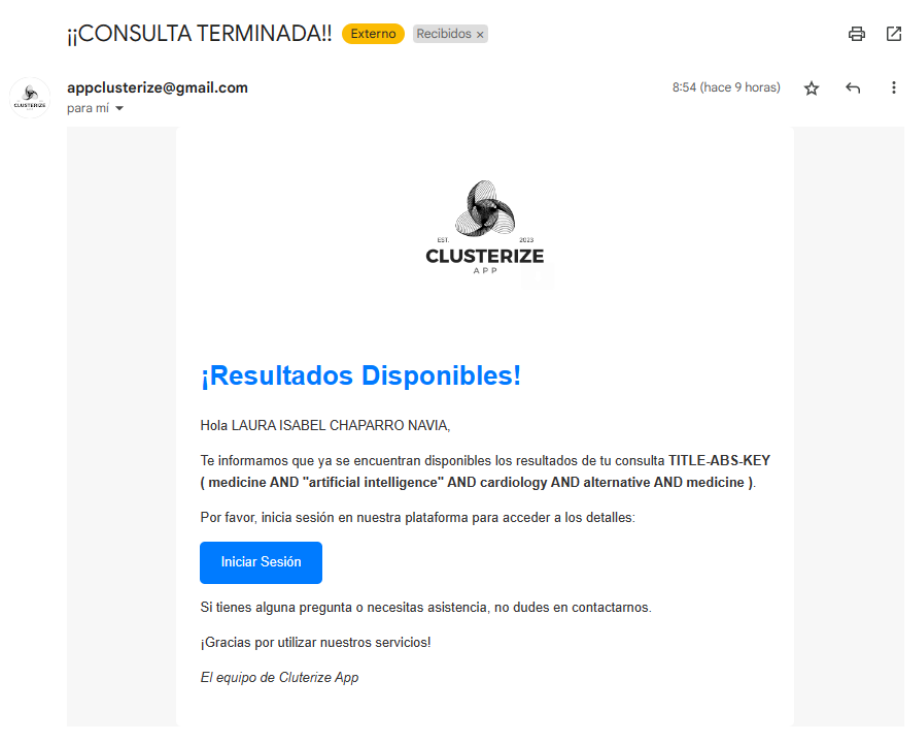 ¡¡CONSULTA TERMINADA!! Externo Recibidos ×
appclusterize@gmail.com 8:54 (hace 9 horas)
para mí
CLUSTERIZE
EST. 2023
CLUSTERIZE
APP
¡Resultados Disponibles!
Hola LAURA ISABEL CHAPARRO NAVIA,
Te informamos que ya se encuentran disponibles los resultados de tu consulta TITLE-ABS-KEY
( medicine AND "artificial intelligence" AND cardiology AND alternative AND medicine ).
Por favor, inicia sesión en nuestra plataforma para acceder a los detalles:
Iniciar Sesión
Si tienes alguna pregunta o necesitas asistencia, no dudes en contactarnos.
¡Gracias por utilizar nuestros servicios!
El equipo de Cluterize App